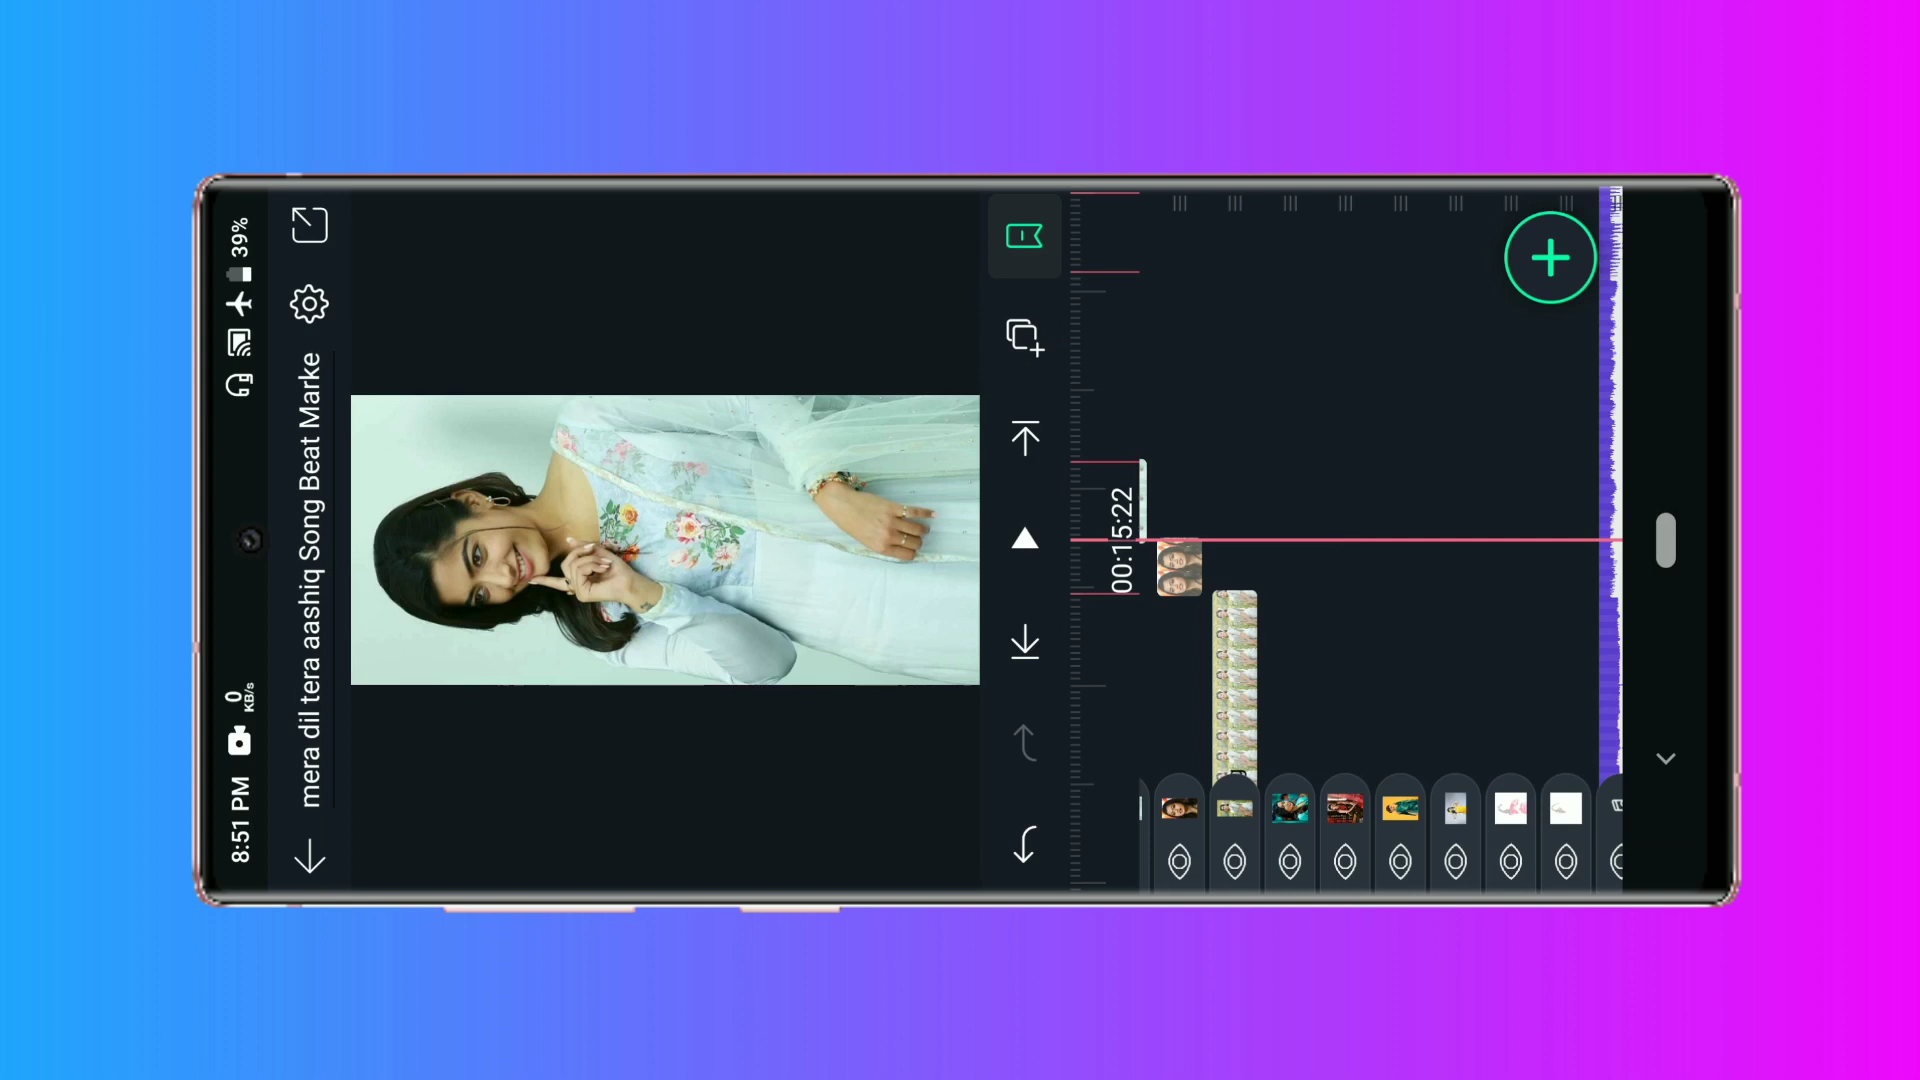 8:51 PM
0
KB/s
39%
mera dil tera aashiq Song Beat Marke
00:15:22